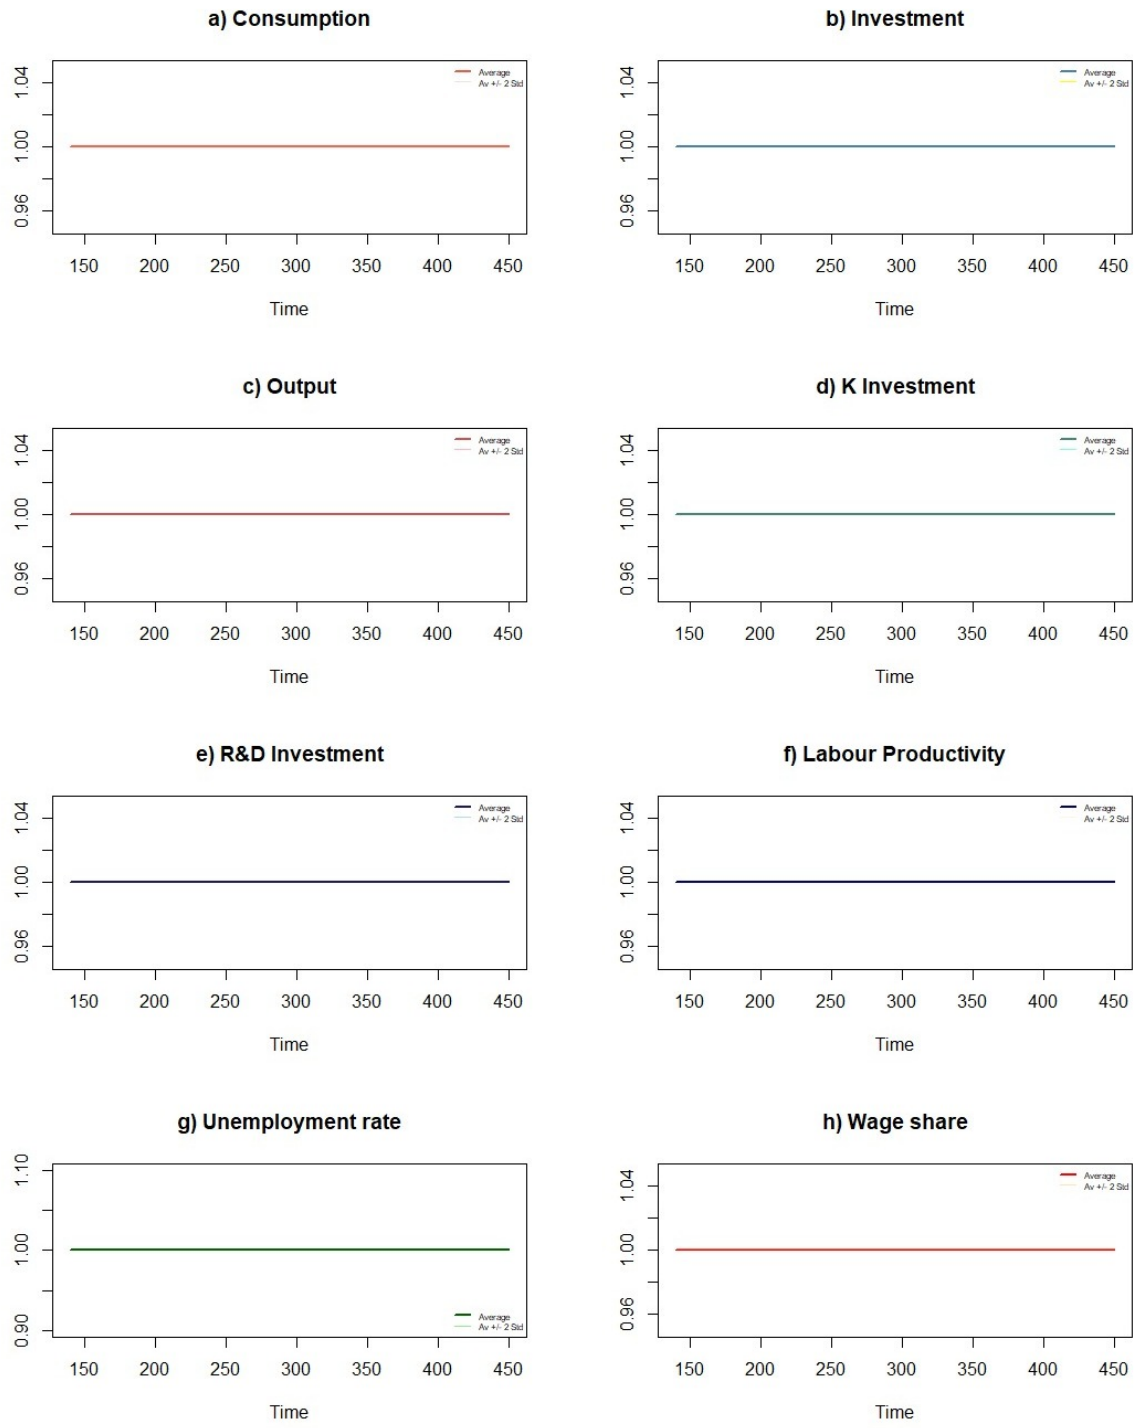 a) Consumption
1.04
1.00
0.96
Average
Av +/- 2 Std
150 200 250 300 350 400 450
Time
b) Investment
1.04
1.00
0.96
Average
Av +/- 2 Std
150 200 250 300 350 400 450
Time
c) Output
1.04
1.00
0.96
Average
Av +/- 2 Std
150 200 250 300 350 400 450
Time
d) K Investment
1.04
1.00
0.96
Average
Av +/- 2 Std
150 200 250 300 350 400 450
Time
e) R&D Investment
1.04
1.00
0.96
Average
Av +/- 2 Std
150 200 250 300 350 400 450
Time
f) Labour Productivity
1.04
1.00
0.96
Average
Av +/- 2 Std
150 200 250 300 350 400 450
Time
g) Unemployment rate
1.10
1.00
0.90
Average
Av +/- 2 Std
150 200 250 300 350 400 450
Time
h) Wage share
1.04
1.00
0.96
Average
Av +/- 2 Std
150 200 250 300 350 400 450
Time